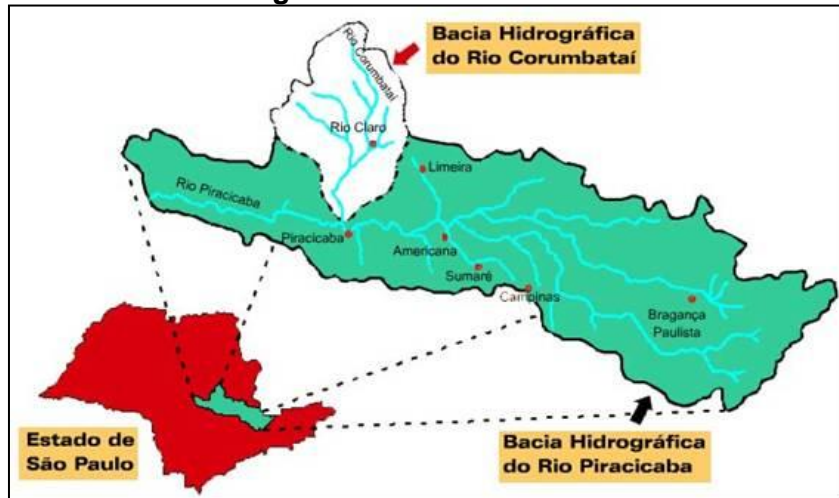 Bacia Hidrográfica
do Rio Corumbataí
Rio Corumbataí
Rio Claro
Limeira
Rio Piracicaba
Piracicaba
Americana
Sumaré
Campinas
Bragança
Paulista
Estado de
São Paulo
Bacia Hidrográfica
do Rio Piracicaba